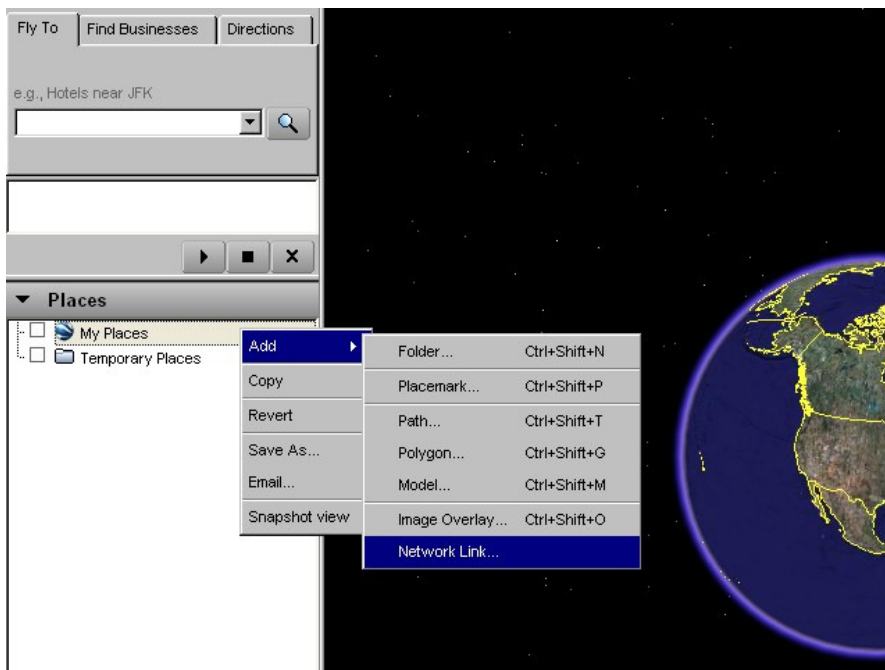 Fly To Find Businesses Directions
e.g., Hotels near JFK
Places
My Places
Temporary Places
Add
Copy
Revert
Save As...
Email...
Snapshot view
Folder... Ctrl+Shift+N
Placemark... Ctrl+Shift+P
Path... Ctrl+Shift+T
Polygon... Ctrl+Shift+G
Model... Ctrl+Shift+M
Image Overlay... Ctrl+Shift+O
Network Link...